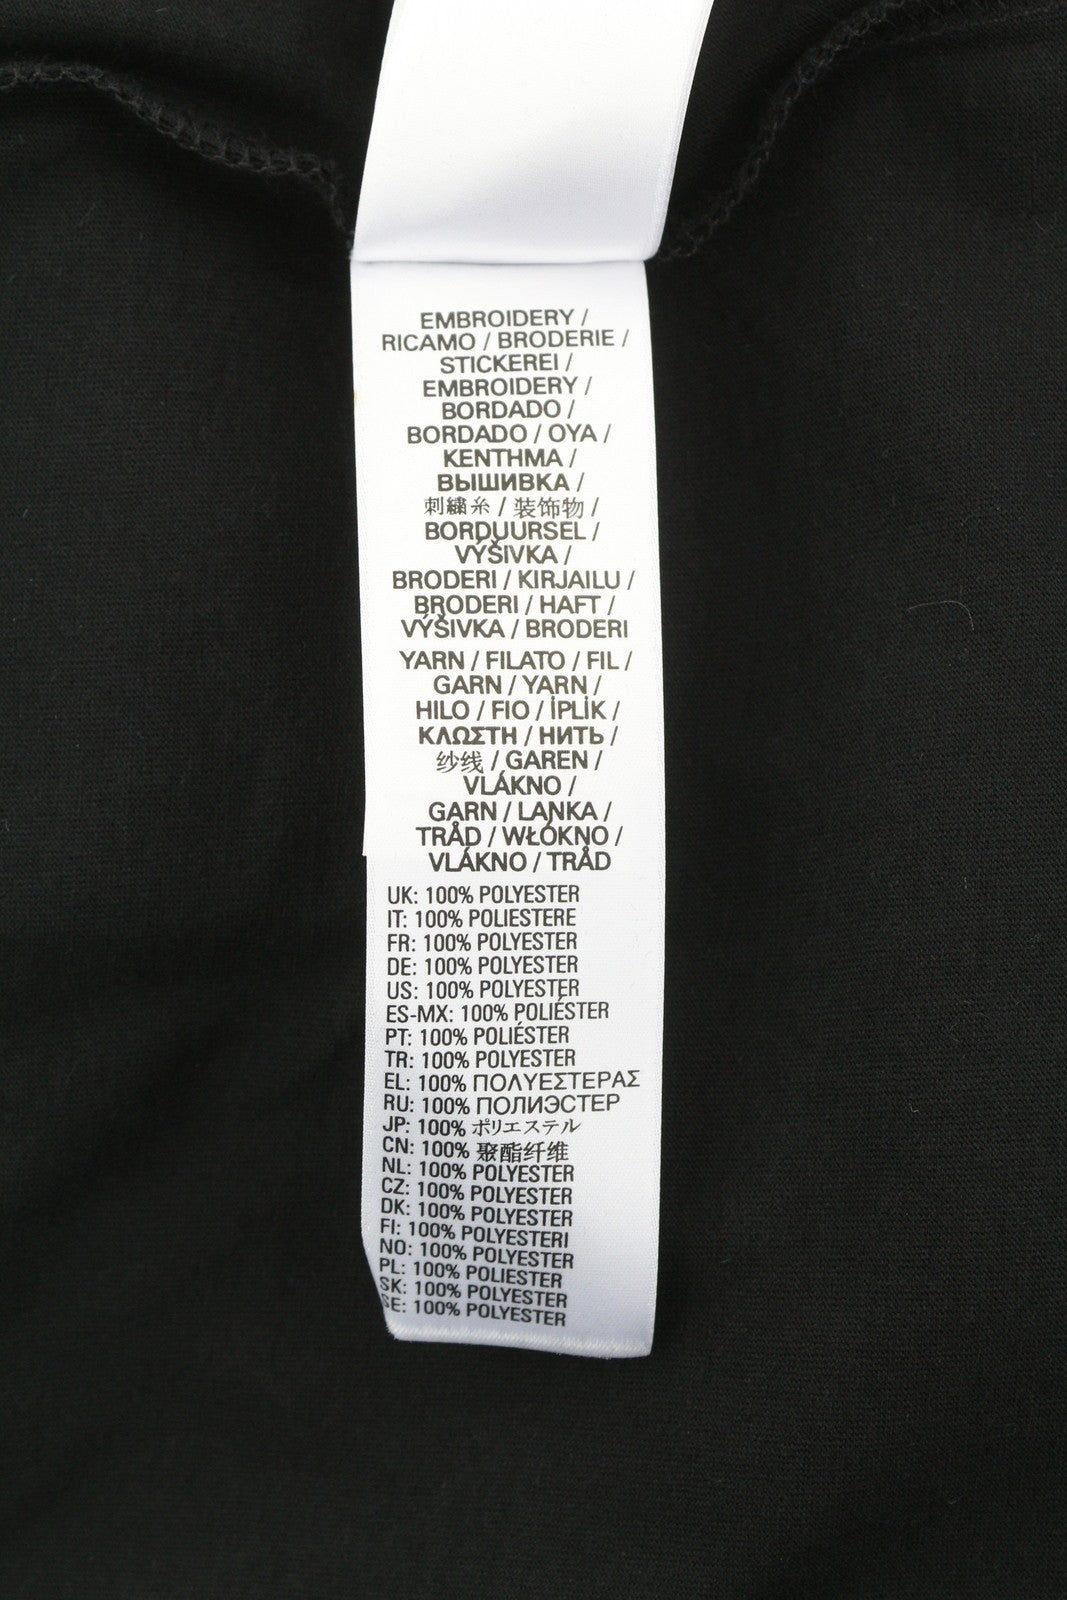 EMBROIDERY /
RICAMO / BRODERIE /
STICKEREI /
EMBROIDERY /
BORDADO /
BORDADO / OYA /
ΚΕΝΤΗΜΑ /
ВЫШИВКА /
刺繍糸 / 装饰物 /
BORDUURSEL /
VÝŠIVKA /
BRODERI / KIRJAILU /
BRODERI / HAFT /
VÝŠIVKA / BRODERI
YARN / FILATO / FIL /
GARN / YARN /
HILO / FIO / İPLİK /
ΚΛΩΣΤΗ / НИТЬ /
纱线 / GAREN /
VLÁKNO /
GARN / LANKA /
TRÅD / WŁÓKNO /
VLÁKNO / TRÅD
UK: 100% POLYESTER
IT: 100% POLIESTERE
FR: 100% POLYESTER
DE: 100% POLYESTER
US: 100% POLYESTER
ES-MX: 100% POLIÉSTER
PT: 100% POLIÉSTER
TR: 100% POLYESTER
EL: 100% ΠΟΛΥΕΣΤΕΡΑΣ
RU: 100% ПОЛИЭСТЕР
JP: 100% ポリエステル
CN: 100% 聚酯纤维
NL: 100% POLYESTER
CZ: 100% POLYESTER
DK: 100% POLYESTER
FI: 100% POLYESTERI
NO: 100% POLYESTER
PL: 100% POLIESTER
SK: 100% POLYESTER
SE: 100% POLYESTER